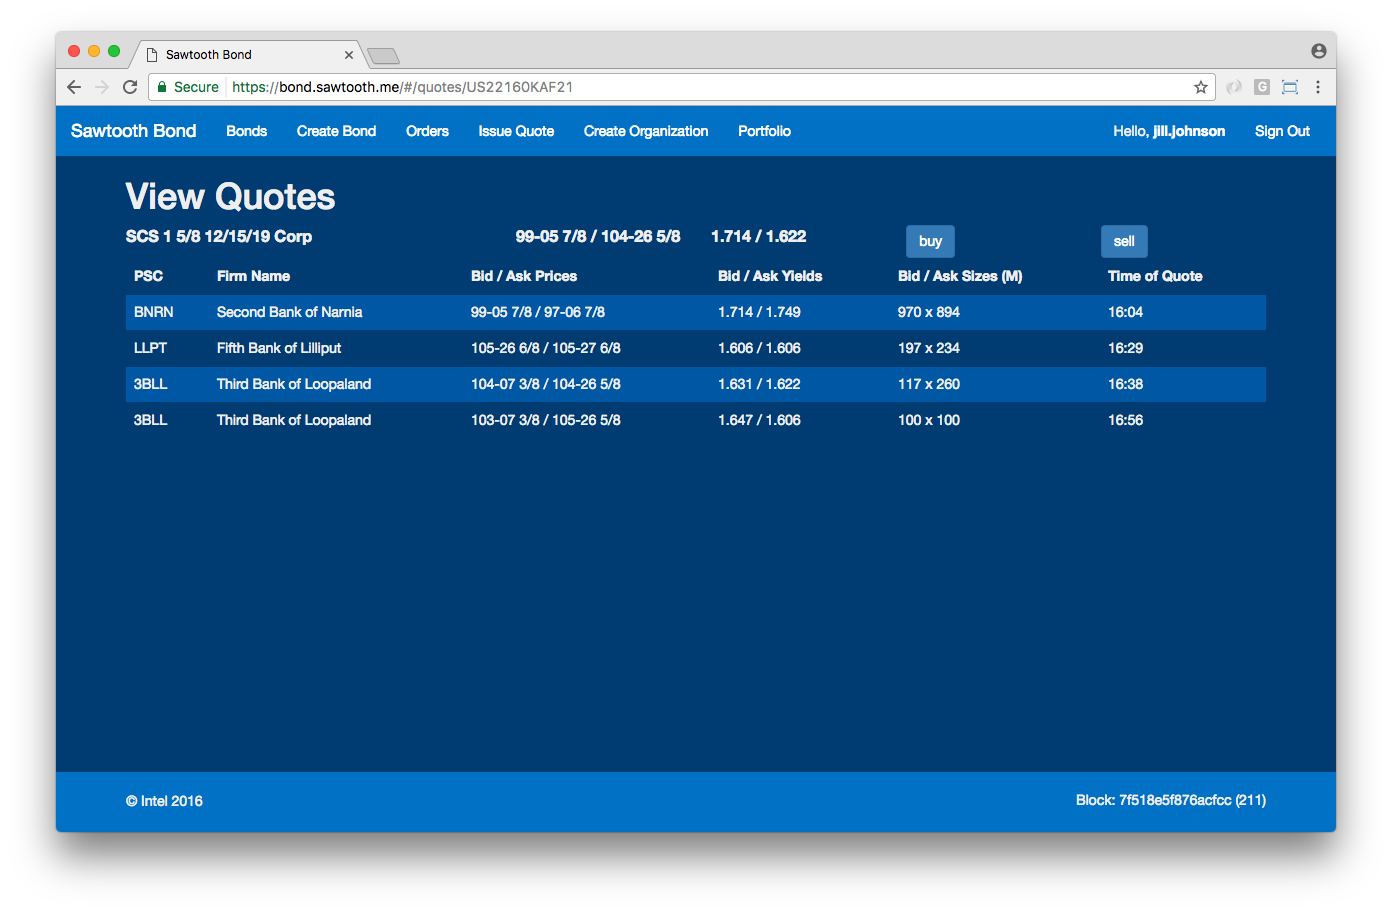 Sawtooth Bond
Secure https://bond.sawtooth.me/#/quotes/US22160KAF21
G
Sawtooth Bond Bonds Create Bond Orders Issue Quote Create Organization Portfolio Hello, jill.johnson Sign Out
View Quotes
SCS 1 5/8 12/15/19 Corp 99-05 7/8 / 104-26 5/8 1.714 / 1.622 buy sell
PSC Firm Name Bid / Ask Prices Bid / Ask Yields Bid / Ask Sizes (M) Time of Quote
BNRN Second Bank of Narnia 99-05 7/8 / 97-06 7/8 1.714 / 1.749 970 x 894 16:04
LLPT Fifth Bank of Lilliput 105-26 6/8 / 105-27 6/8 1.606 / 1.606 197 x 234 16:29
3BLL Third Bank of Loopaland 104-07 3/8 / 104-26 5/8 1.631 / 1.622 117 x 260 16:38
3BLL Third Bank of Loopaland 103-07 3/8 / 105-26 5/8 1.647 / 1.606 100 x 100 16:56
© Intel 2016 Block: 7f518e5f876acfcc (211)